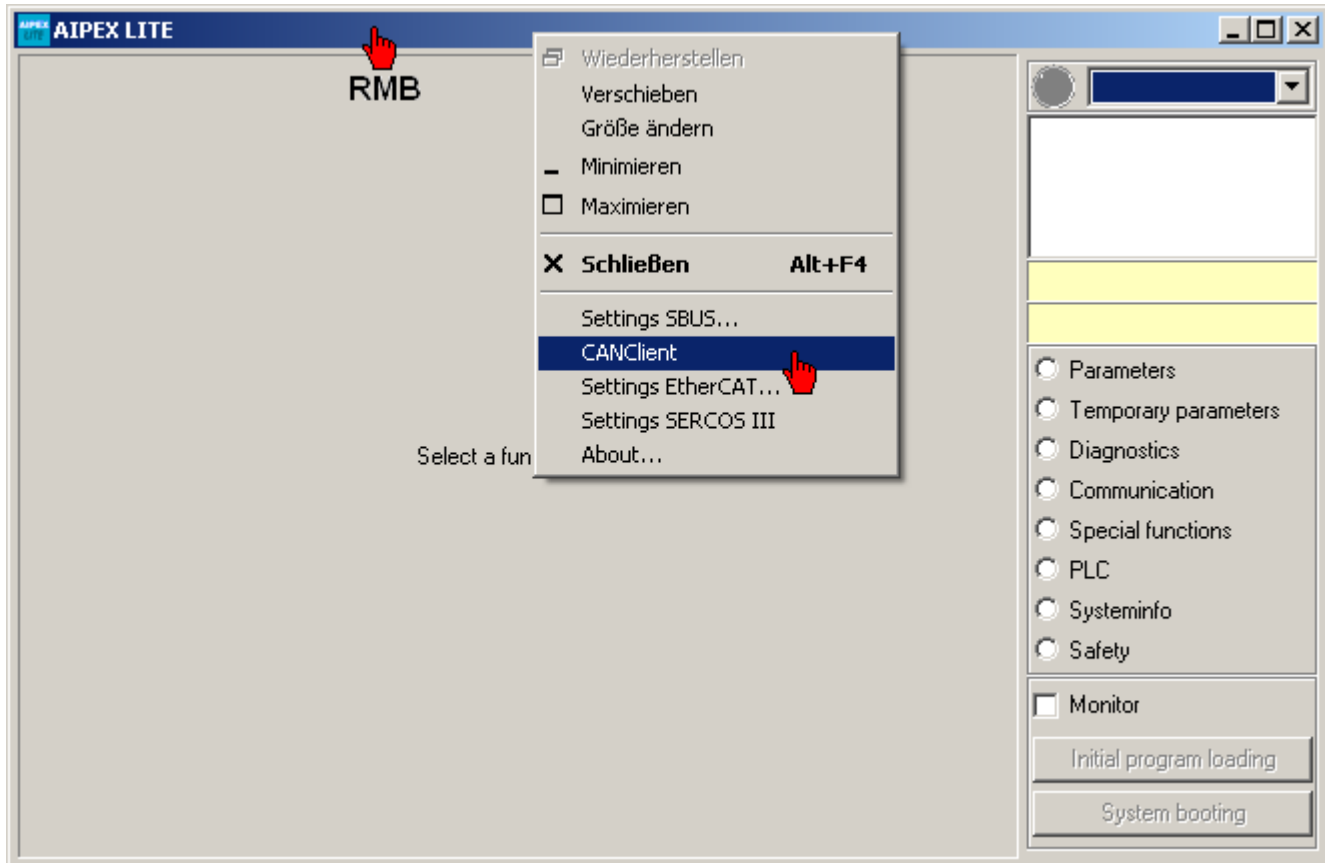 AIPEX LITE AIPEX LITE
RMB
Wiederherstellen
Verschieben
Größe ändern
Minimieren
Maximieren
Schließen Alt+F4
Settings SBUS...
CANClient
Settings EtherCAT...
Settings SERCOS III
About...
Select a fun
Parameters
Temporary parameters
Diagnostics
Communication
Special functions
PLC
Systeminfo
Safety
Monitor
Initial program loading
System booting